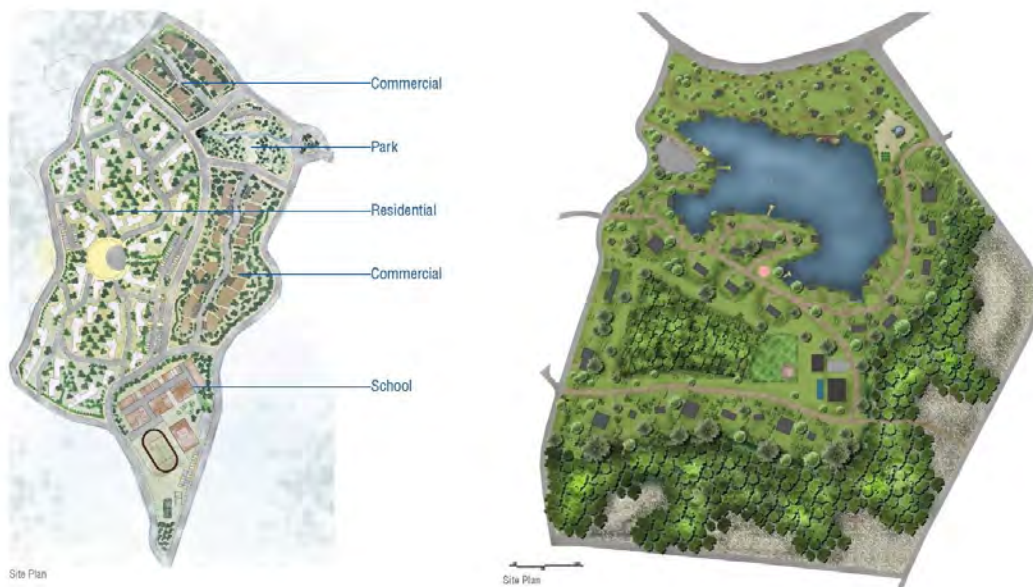 Commercial
Park
Residential
Commercial
School
Site Plan
Site Plan